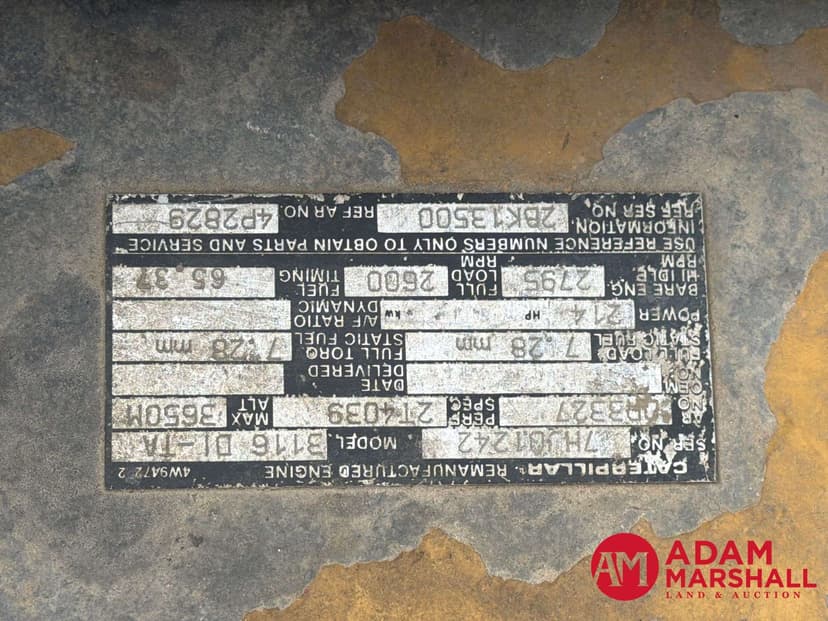 CATERPILLAR REMANUFACTURED ENGINE 4W9472 2
SER NO. MODEL 3116 DI-TA
AR NO. 0R3327 PERF SPEC 2T4039 MAX ALT 3650M
OEM NO. DATE DELIVERED
FULL LOAD STATIC FUEL 7.28 mm FULL TORQ STATIC FUEL 7.28 mm
POWER 214 HP kw A/F RATIO DYNAMIC
BARE ENG HI IDLE RPM 2795 FULL LOAD RPM 2600 FUEL TIMING 65.37
USE REFERENCE NUMBERS ONLY TO OBTAIN PARTS AND SERVICE
INFORMATION
REF SER NO 2BK13500 REF AR NO. 4P2829
AM ADAM
MARSHALL
LAND & AUCTION